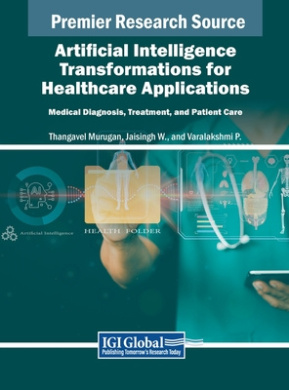 Premier Research Source
Artificial Intelligence
Transformations for
Healthcare Applications
Medical Diagnosis, Treatment, and Patient Care
Thangavel Murugan, Jaisingh W., and Varalakshmi P.
AI
Artificial Intelligence
HEALTH FOLDER
IGI Global
Publishing Tomorrow's Research Today